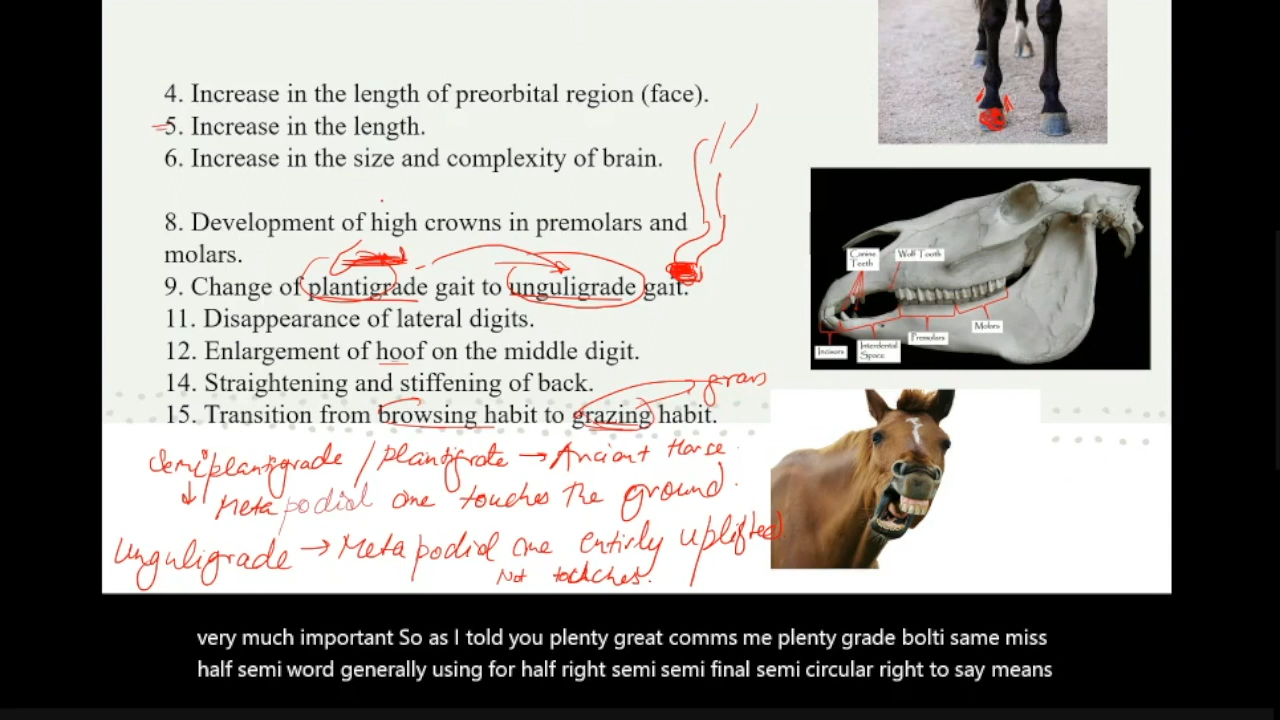 4. Increase in the length of preorbital region (face).
5. Increase in the length.
6. Increase in the size and complexity of brain.
8. Development of high crowns in premolars and
molars.
9. Change of plantigrade gait to unguligrade gait.
11. Disappearance of lateral digits.
12. Enlargement of hoof on the middle digit.
14. Straightening and stiffening of back.
grass
15. Transition from browsing habit to grazing habit.
Semiplantigrade / plantigrate → Ancient Horse
Metapodial one touches the ground.
Unguligrade → Metapodial one entirly uplifted
Not touches.
Canine
Teeth
Wolf Tooth
Molars
Premolars
Incisors
Interdental
Space
very much important So as I told you plenty great comms me plenty grade bolti same miss
half semi word generally using for half right semi semi final semi circular right to say means